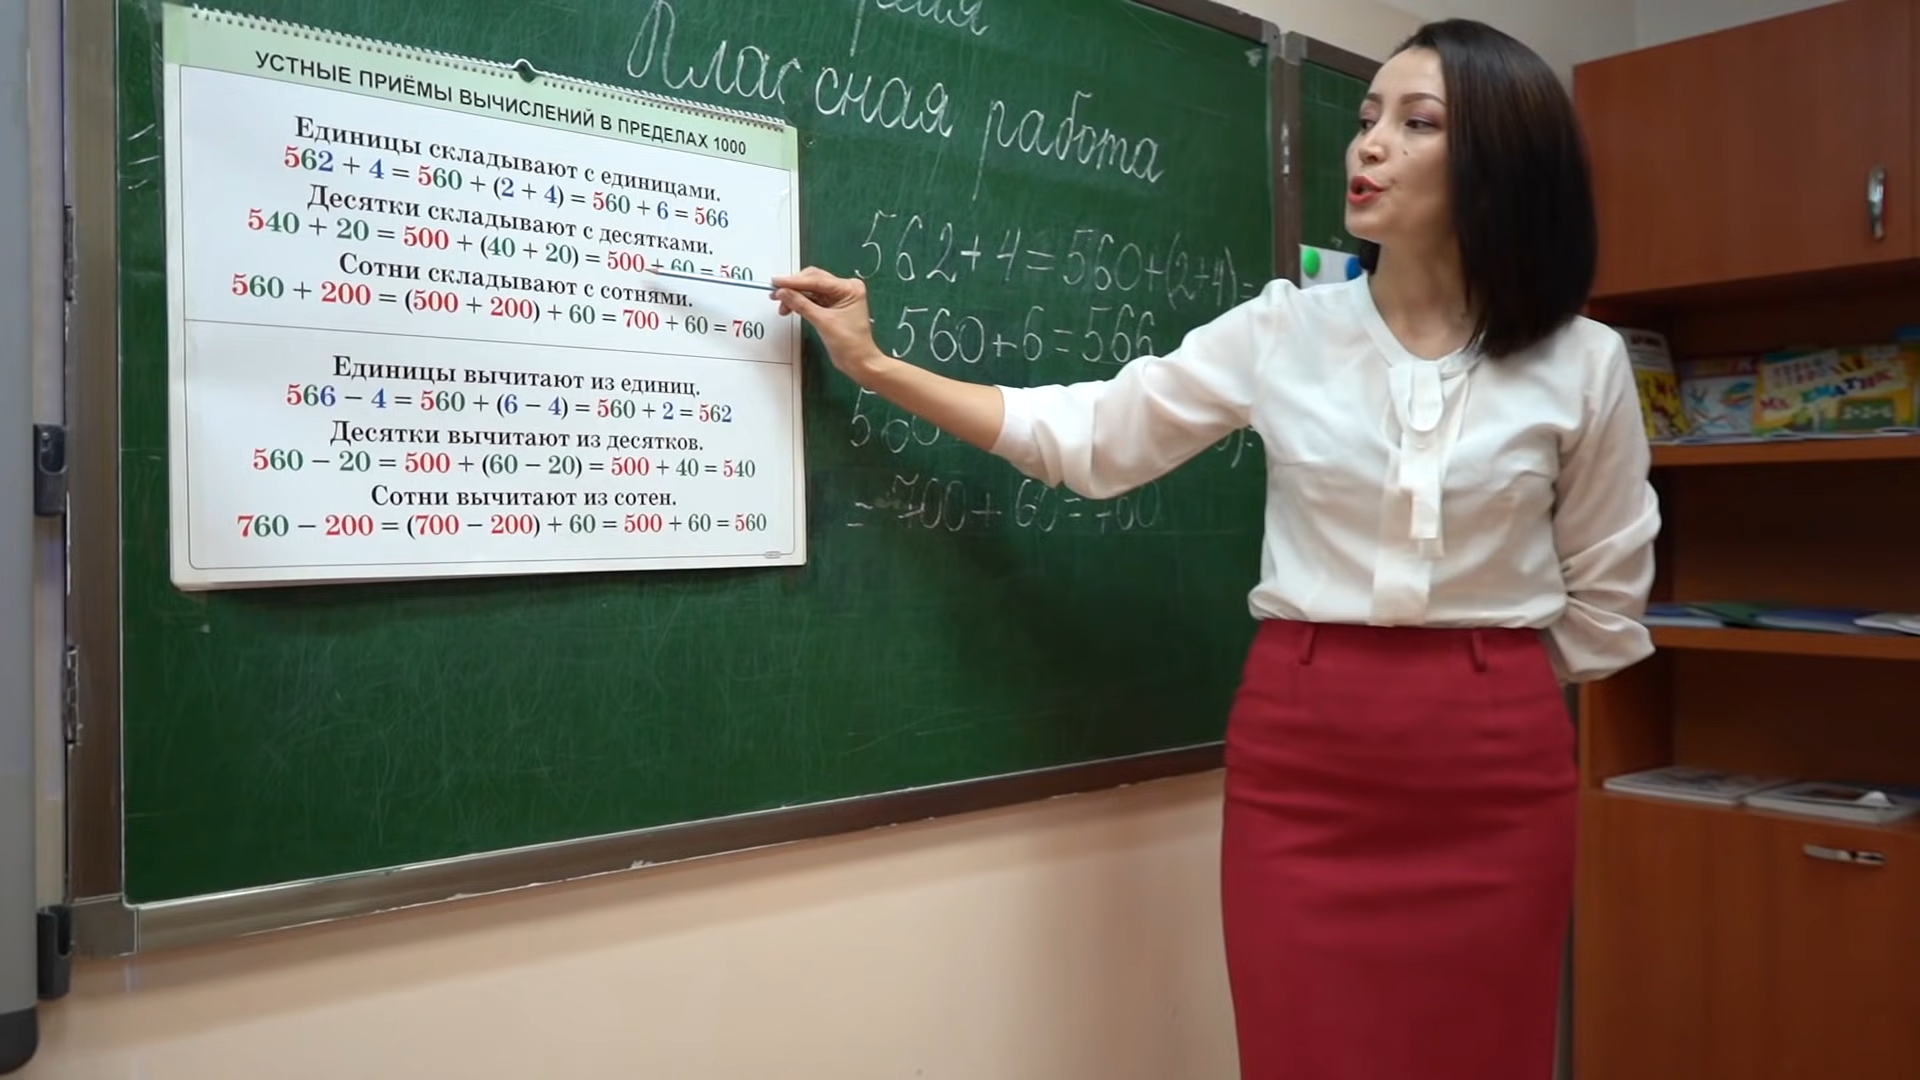 УСТНЫЕ ПРИЁМЫ ВЫЧИСЛЕНИЙ В ПРЕДЕЛАХ 1000
Единицы складывают с единицами.
562 + 4 = 560 + (2 + 4) = 560 + 6 = 566
Десятки складывают с десятками.
540 + 20 = 500 + (40 + 20) = 500 + 60 = 560
Сотни складывают с сотнями.
560 + 200 = (500 + 200) + 60 = 700 + 60 = 760
Единицы вычитают из единиц.
566 − 4 = 560 + (6 − 4) = 560 + 2 = 562
Десятки вычитают из десятков.
560 − 20 = 500 + (60 − 20) = 500 + 40 = 540
Сотни вычитают из сотен.
760 − 200 = (700 − 200) + 60 = 500 + 60 = 560
Классная работа
562+4=560+(2+4)=
560+6=566
560
=700+60=760